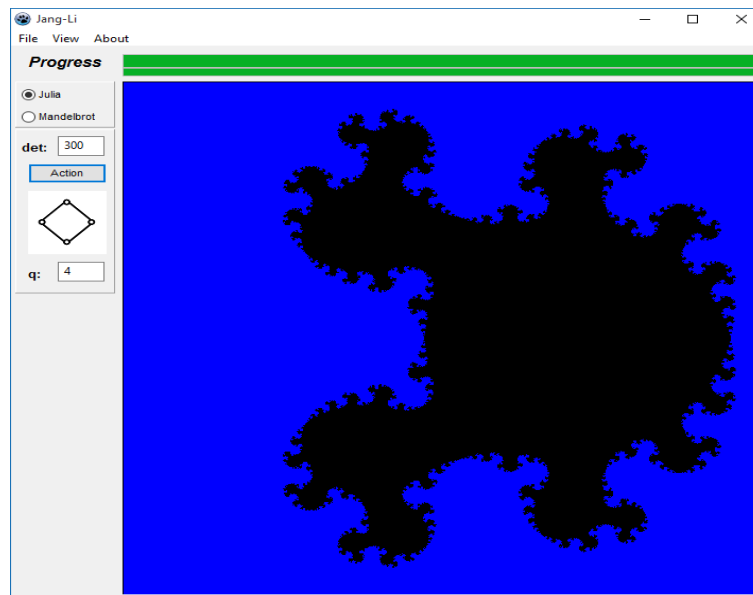 Jang-Li
File View About
Progress
Julia
Mandelbrot
det: 300
Action
q: 4